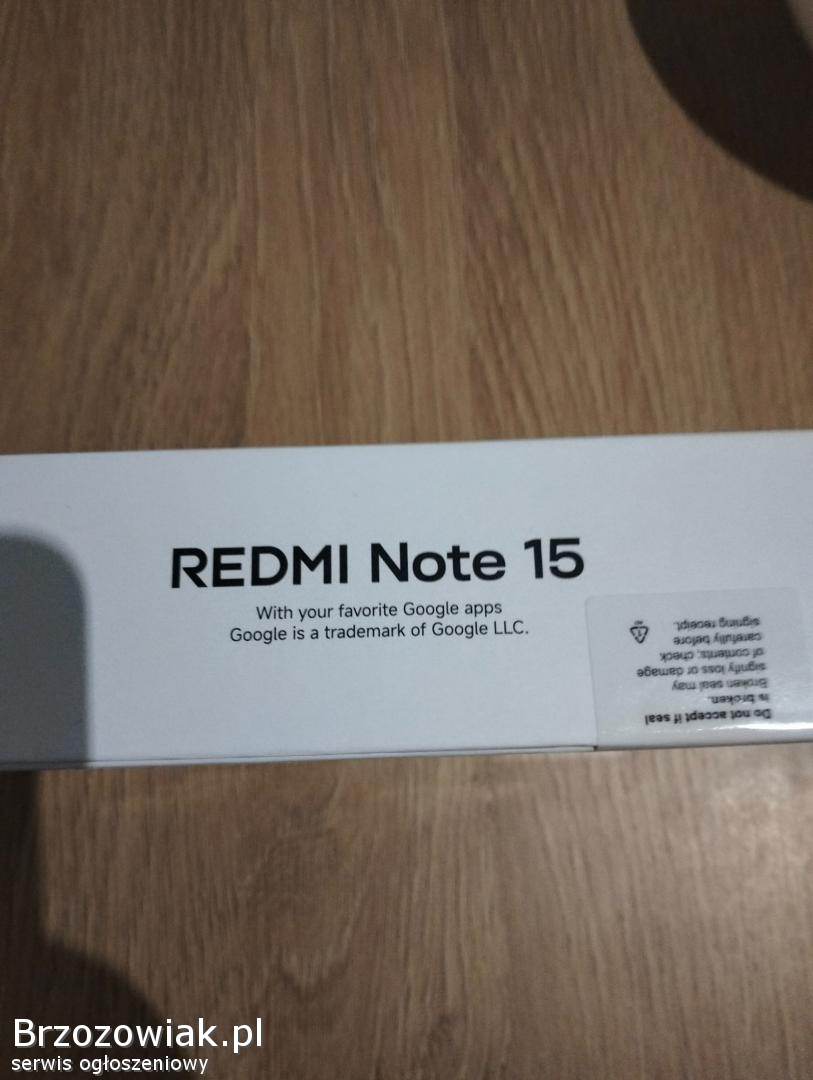 REDMI Note 15
With your favorite Google apps
Google is a trademark of Google LLC.
Do not accept if seal
is broken.
Broken seal may
signify loss or damage
of contents, check
carefully before
signing receipt.
Brzozowiak.pl
serwis ogłoszeniowy